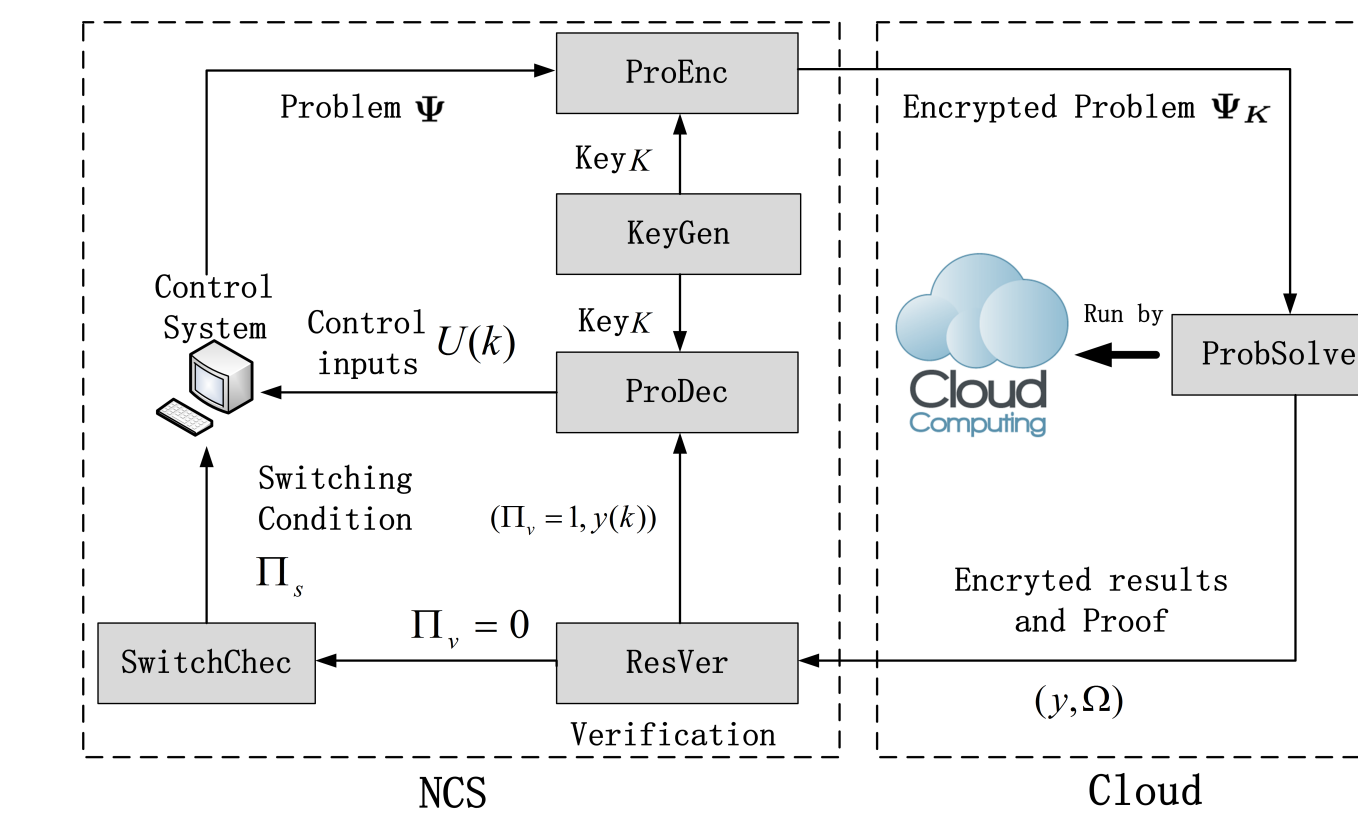 ProEnc
Problem Ψ
Encrypted Problem Ψ_K
Key K
KeyGen
Control
System
Control
inputs U(k)
Key K
ProDec
Run by
ProbSolve
Cloud
Computing
Switching
Condition
Π_s
(Π_v = 1, y(k))
Encryted results
and Proof
Π_v = 0
SwitchChec
ResVer
(y, Ω)
Verification
NCS
Cloud